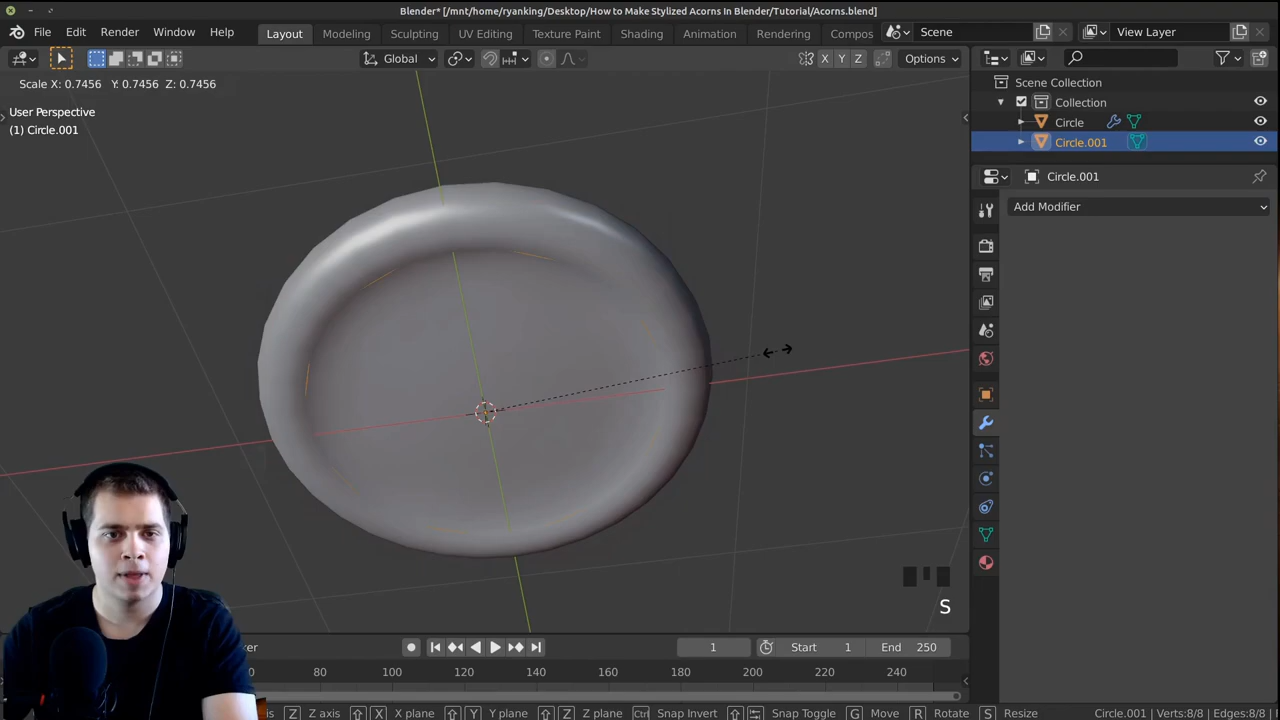 Blender* [/mnt/home/ryanking/Desktop/How to Make Stylized Acorns In Blender/Tutorial/Acorns.blend]
File Edit Render Window Help Layout Modeling Sculpting UV Editing Texture Paint Shading Animation Rendering Compos Scene View Layer
Global X Y Z Options
Scale X: 0.7456 Y: 0.7456 Z: 0.7456
User Perspective
(1) Circle.001
Scene Collection
Collection
Circle
Circle.001
Circle.001
Add Modifier
S
ker 1 Start 1 End 250
80 100 120 140 160 180 200 220 240
Z Z axis X X plane Y Y plane Z Z plane Ctrl Snap Invert Snap Toggle G Move R Rotate S Resize Circle.001 | Verts:8/8 | Edges:8/8 |